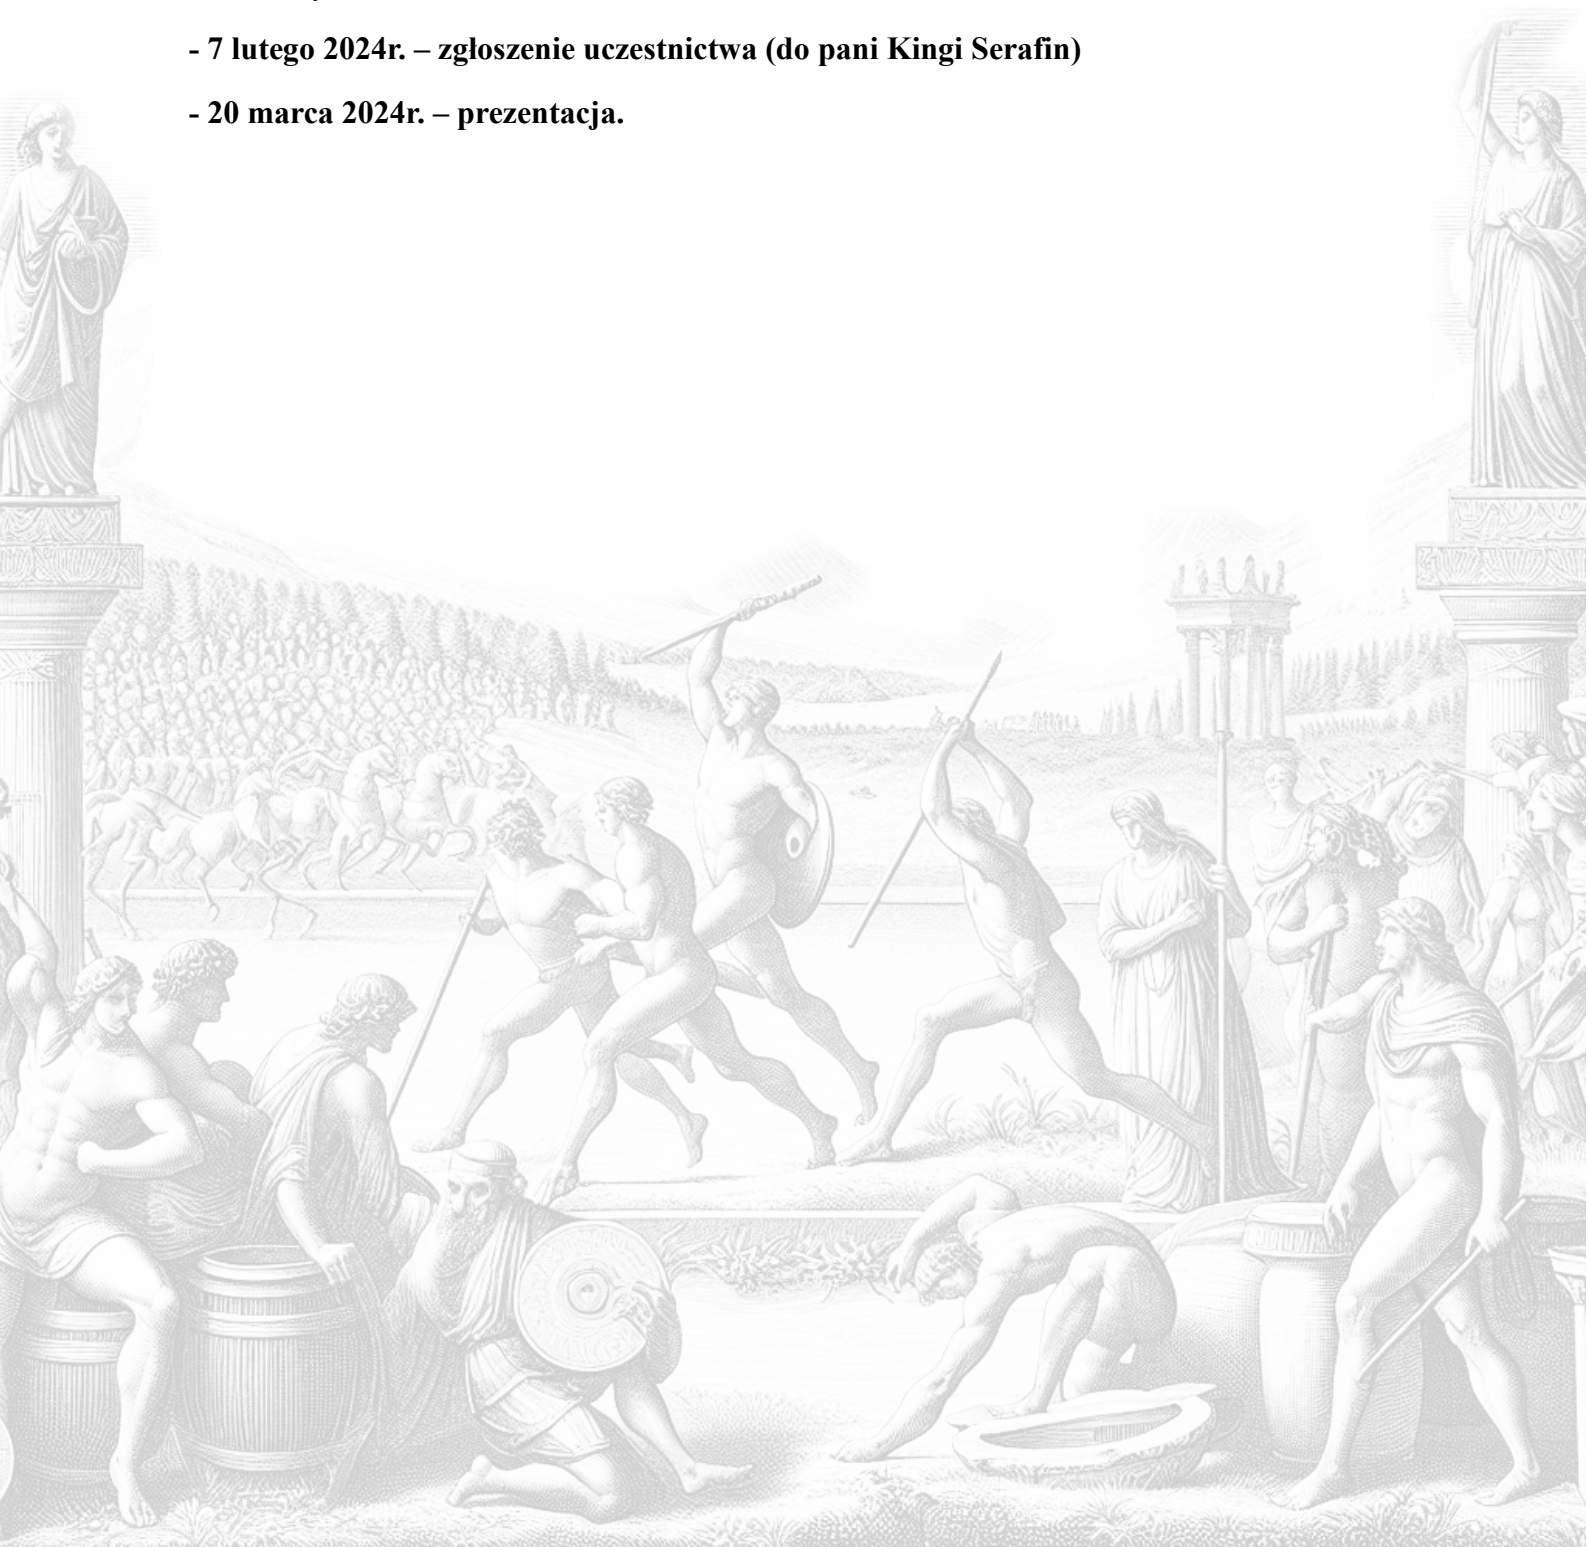 - 7 lutego 2024r. – zgłoszenie uczestnictwa (do pani Kingi Serafin)
- 20 marca 2024r. – prezentacja.